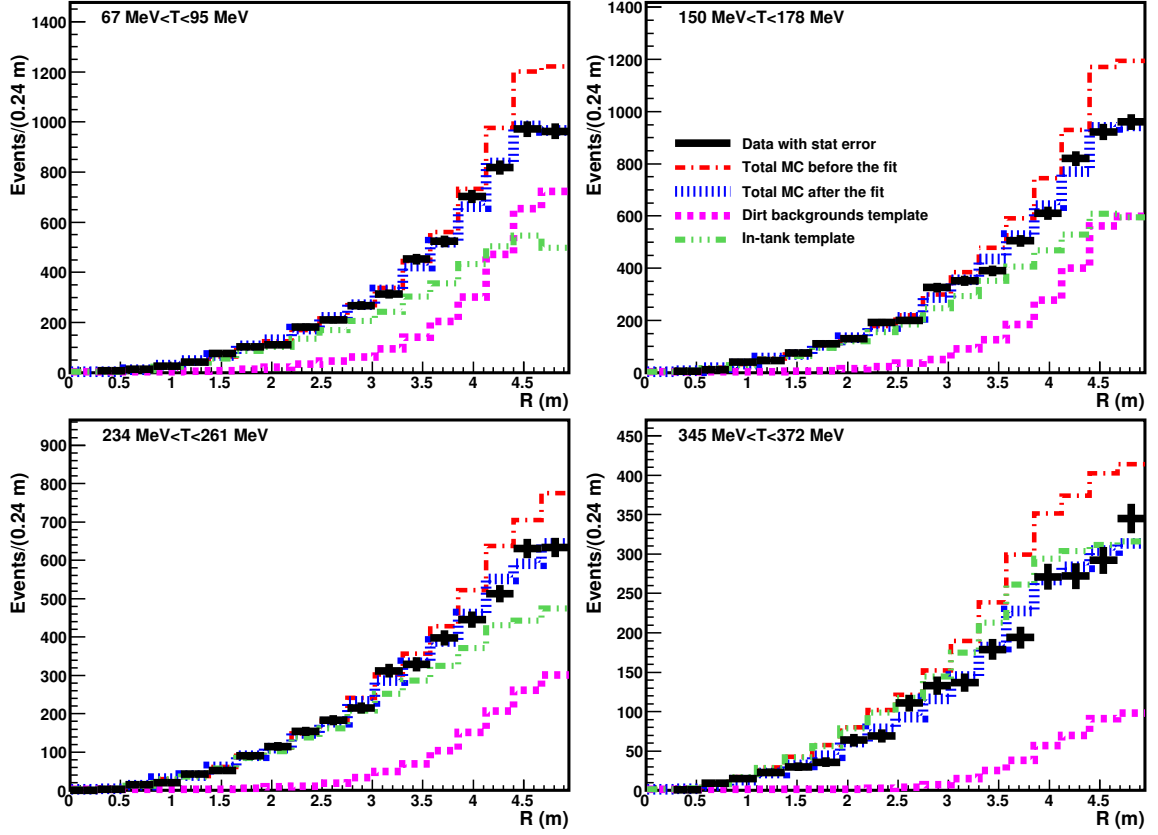 67 MeV<T<95 MeV
Events/(0.24 m)
1400
1200
1000
800
600
400
200
0
0 0.5 1 1.5 2 2.5 3 3.5 4 4.5
R (m)
150 MeV<T<178 MeV
Events/(0.24 m)
1400
1200
1000
800
600
400
200
0
Data with stat error
Total MC before the fit
Total MC after the fit
Dirt backgrounds template
In-tank template
0 0.5 1 1.5 2 2.5 3 3.5 4 4.5
R (m)
234 MeV<T<261 MeV
Events/(0.24 m)
900
800
700
600
500
400
300
200
100
0
0 0.5 1 1.5 2 2.5 3 3.5 4 4.5
R (m)
345 MeV<T<372 MeV
Events/(0.24 m)
450
400
350
300
250
200
150
100
50
0
0 0.5 1 1.5 2 2.5 3 3.5 4 4.5
R (m)